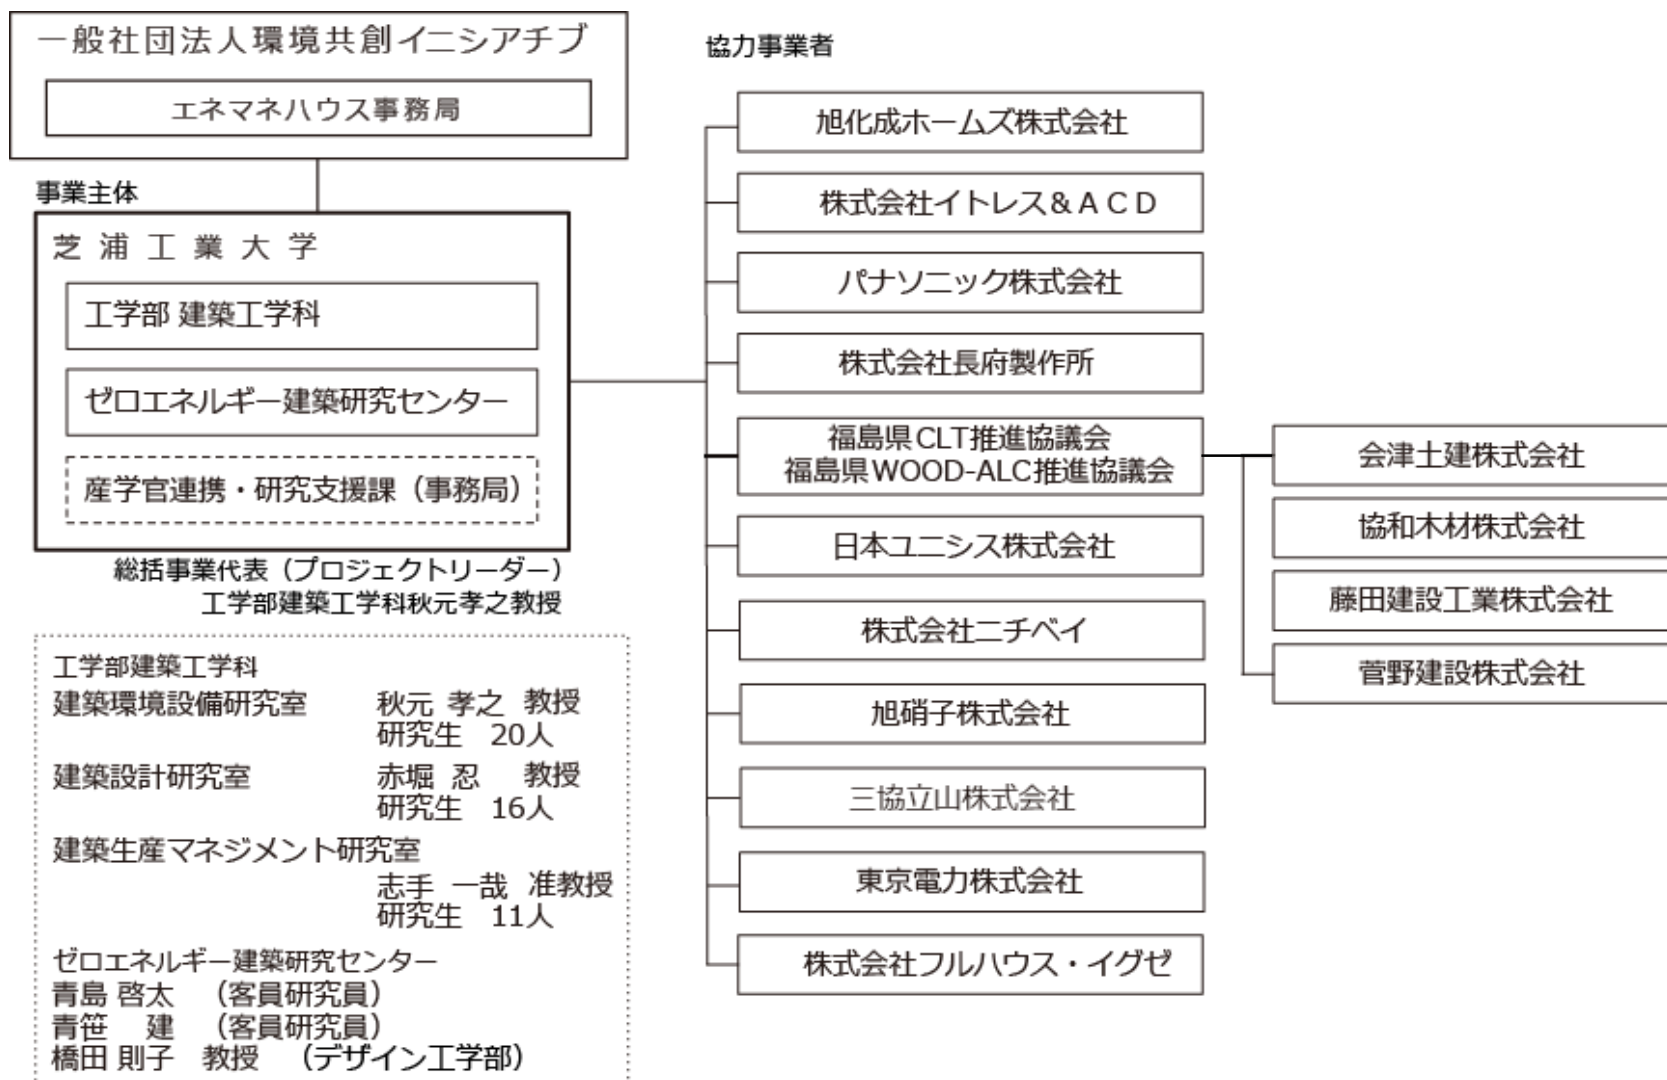 一般社団法人環境共創イニシアチブ
エネマネハウス事務局
事業主体
芝浦工業大学
工学部 建築工学科
ゼロエネルギー建築研究センター
産学官連携・研究支援課（事務局）
総括事業代表（プロジェクトリーダー）
工学部建築工学科秋元孝之教授
工学部建築工学科
建築環境設備研究室 秋元 孝之 教授
研究生 20人
建築設計研究室 赤堀 忍 教授
研究生 16人
建築生産マネジメント研究室
志手 一哉 准教授
研究生 11人
ゼロエネルギー建築研究センター
青島 啓太 （客員研究員）
青笹 建 （客員研究員）
橋田 則子 教授 （デザイン工学部）
協力事業者
旭化成ホームズ株式会社
株式会社イトレス＆ＡＣＤ
パナソニック株式会社
株式会社長府製作所
福島県CLT推進協議会
福島県WOOD-ALC推進協議会
日本ユニシス株式会社
株式会社ニチベイ
旭硝子株式会社
三協立山株式会社
東京電力株式会社
株式会社フルハウス・イグゼ
会津土建株式会社
協和木材株式会社
藤田建設工業株式会社
菅野建設株式会社